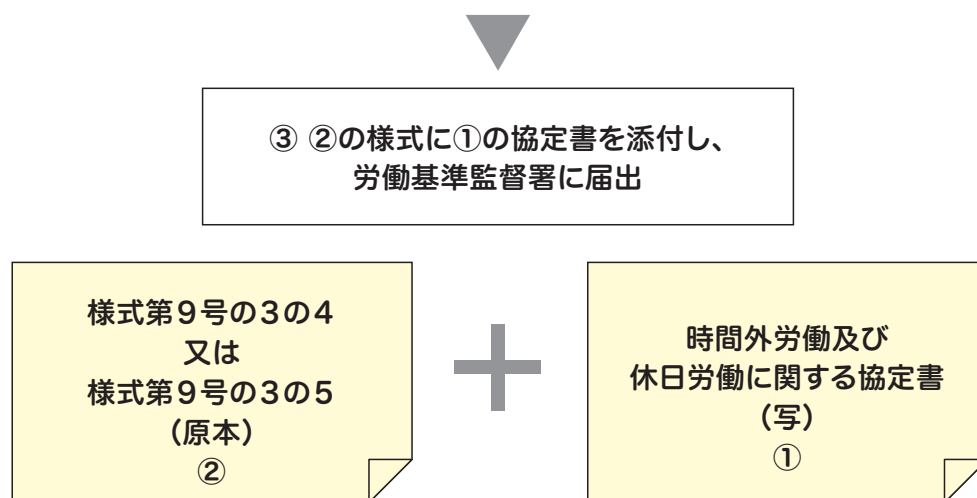 ③ ②の様式に①の協定書を添付し、
労働基準監督署に届出
様式第9号の3の4
又は
様式第9号の3の5
(原本)
②
時間外労働及び
休日労働に関する協定書
(写)
①